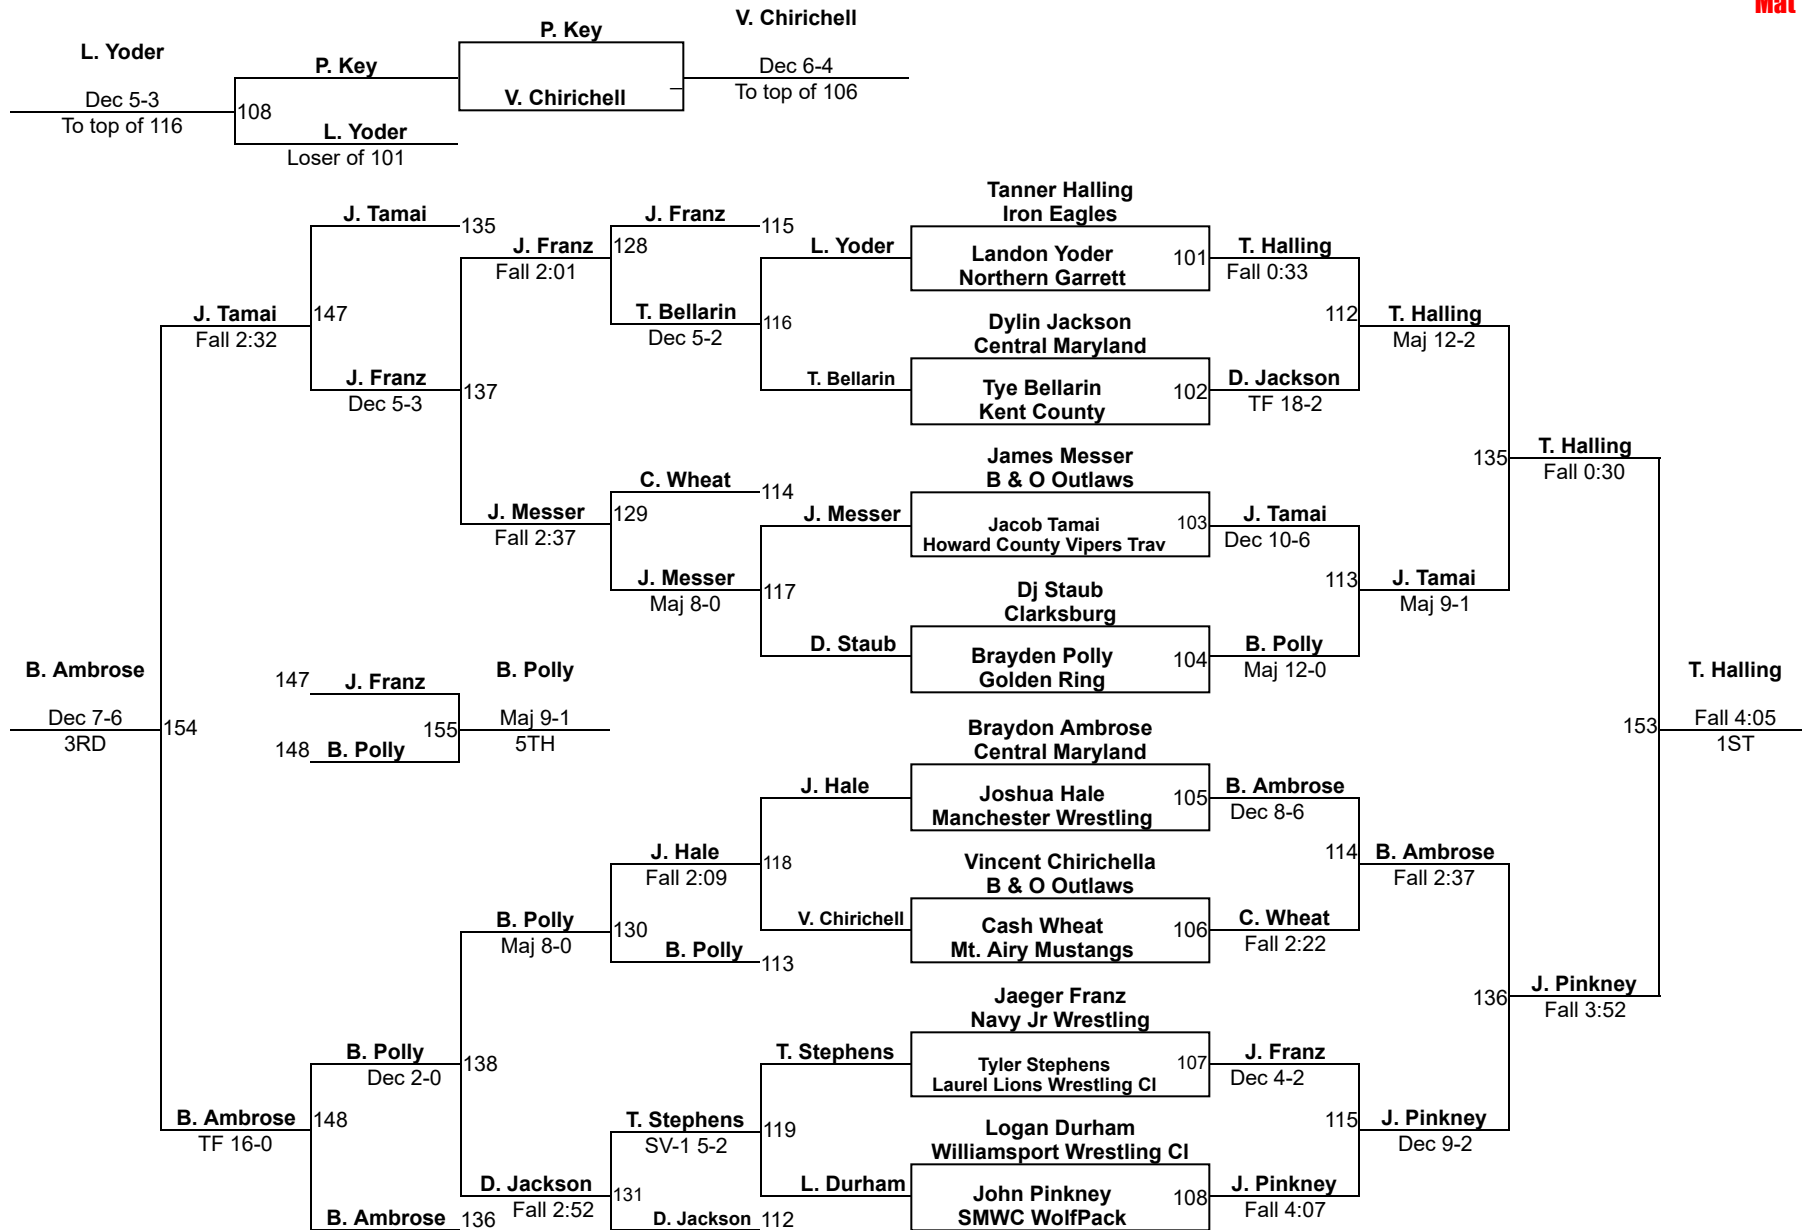 Mat
V. Chirichell
P. Key
L. Yoder
P. Key
Dec 6-4
Dec 5-3
V. Chirichell
To top of 106
108
To top of 116
L. Yoder
Loser of 101
Tanner Halling
Iron Eagles
J. Tamai
135
J. Franz
115
J. Franz
128
L. Yoder
Landon Yoder
Northern Garrett
101
T. Halling
Fall 2:01
Fall 0:33
J. Tamai
147
T. Bellarin
116
Dylin Jackson
Central Maryland
112
T. Halling
Fall 2:32
Dec 5-2
Maj 12-2
J. Franz
137
T. Bellarin
Tye Bellarin
Kent County
102
D. Jackson
Dec 5-3
TF 18-2
James Messer
B & O Outlaws
135
T. Halling
Fall 0:30
C. Wheat
114
J. Messer
129
J. Messer
Jacob Tamai
Howard County Vipers Trav
103
J. Tamai
Fall 2:37
Dec 10-6
J. Messer
117
Dj Staub
Clarksburg
113
J. Tamai
Maj 8-0
Maj 9-1
D. Staub
Brayden Polly
Golden Ring
104
B. Polly
Maj 12-0
B. Ambrose
147
J. Franz
B. Polly
T. Halling
Dec 7-6
154
155
Maj 9-1
Braydon Ambrose
Central Maryland
153
Fall 4:05
3RD
148
B. Polly
5TH
1ST
J. Hale
Joshua Hale
Manchester Wrestling
105
B. Ambrose
Dec 8-6
J. Hale
118
Vincent Chirichella
B & O Outlaws
114
B. Ambrose
Fall 2:09
Fall 2:37
B. Polly
130
V. Chirichell
Cash Wheat
Mt. Airy Mustangs
106
C. Wheat
Maj 8-0
Fall 2:22
B. Polly
113
Jaeger Franz
Navy Jr Wrestling
136
J. Pinkney
Fall 3:52
B. Polly
138
T. Stephens
Tyler Stephens
Laurel Lions Wrestling Cl
107
J. Franz
Dec 2-0
Dec 4-2
B. Ambrose
148
T. Stephens
119
Logan Durham
Williamsport Wrestling Cl
115
J. Pinkney
TF 16-0
SV-1 5-2
Dec 9-2
D. Jackson
131
L. Durham
John Pinkney
SMWC WolfPack
108
J. Pinkney
Fall 2:52
Fall 4:07
B. Ambrose
136
D. Jackson
112